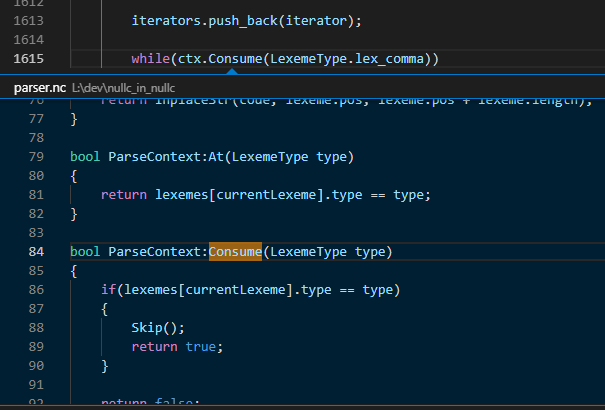 1612
1613 iterators.push_back(iterator);
1614
1615 while(ctx.Consume(LexemeType.lex_comma))
parser.nc L:\dev\nullc_in_nullc
76 return InplaceStr(code, lexeme.pos, lexeme.pos + lexeme.length);
77 }
78
79 bool ParseContext:At(LexemeType type)
80 {
81 return lexemes[currentLexeme].type == type;
82 }
83
84 bool ParseContext:Consume(LexemeType type)
85 {
86 if(lexemes[currentLexeme].type == type)
87 {
88 Skip();
89 return true;
90 }
91
92 return false;